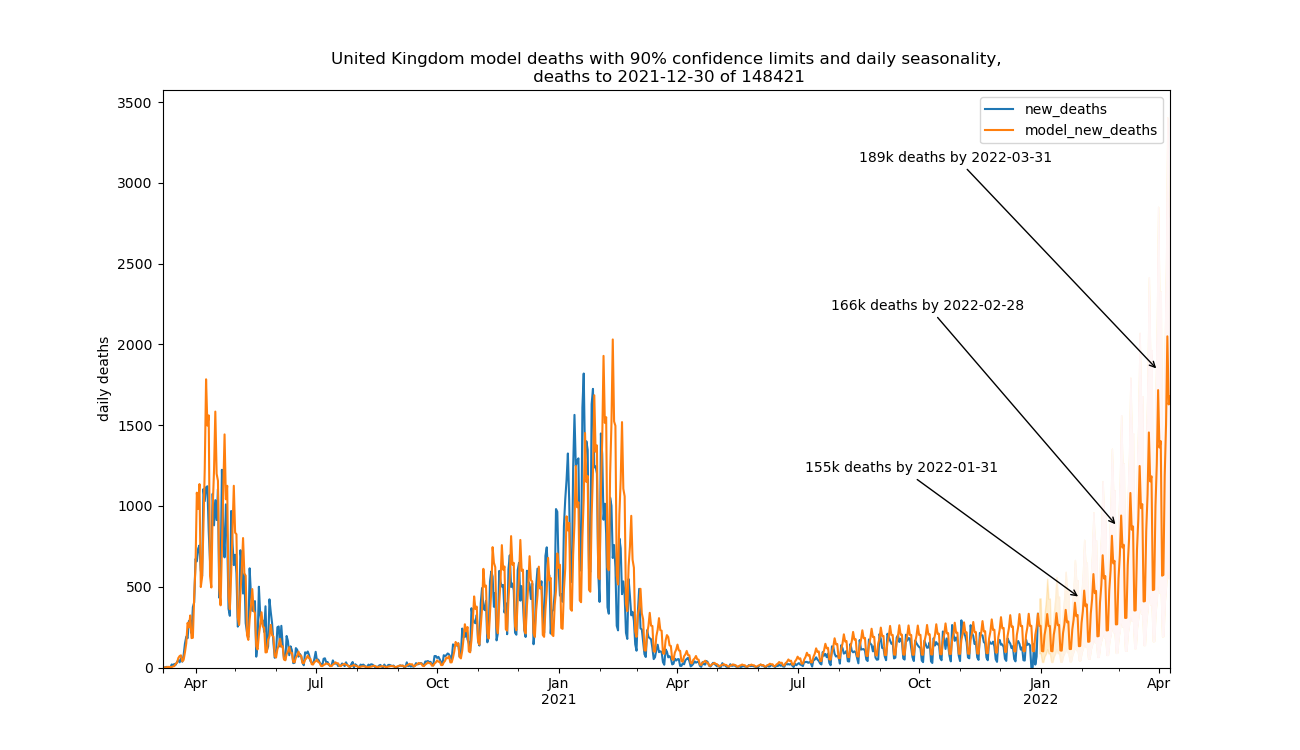 United Kingdom model deaths with 90% confidence limits and daily seasonality,
deaths to 2021-12-30 of 148421
new_deaths
model_new_deaths
189k deaths by 2022-03-31
166k deaths by 2022-02-28
155k deaths by 2022-01-31
daily deaths
3500
3000
2500
2000
1500
1000
500
0
Apr
Jul
Oct
Jan
2021
Apr
Jul
Oct
Jan
2022
Apr